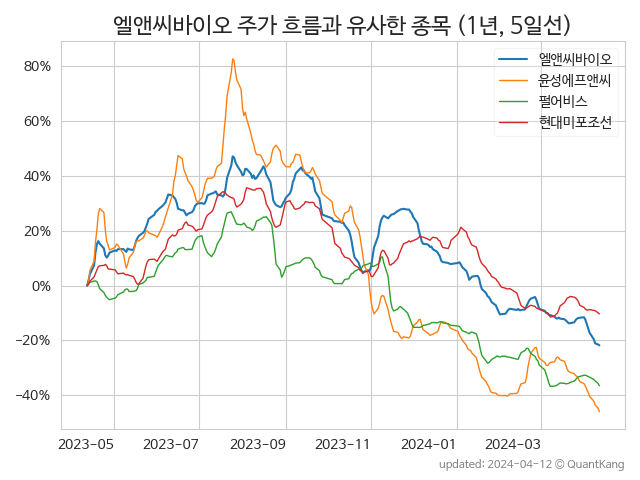 엘앤씨바이오 주가 흐름과 유사한 종목 (1년, 5일선)
엘앤씨바이오
윤성에프앤씨
펄어비스
현대미포조선
80%
60%
40%
20%
0%
−20%
−40%
2023-05 2023-07 2023-09 2023-11 2024-01 2024-03
updated: 2024-04-12 © QuantKang